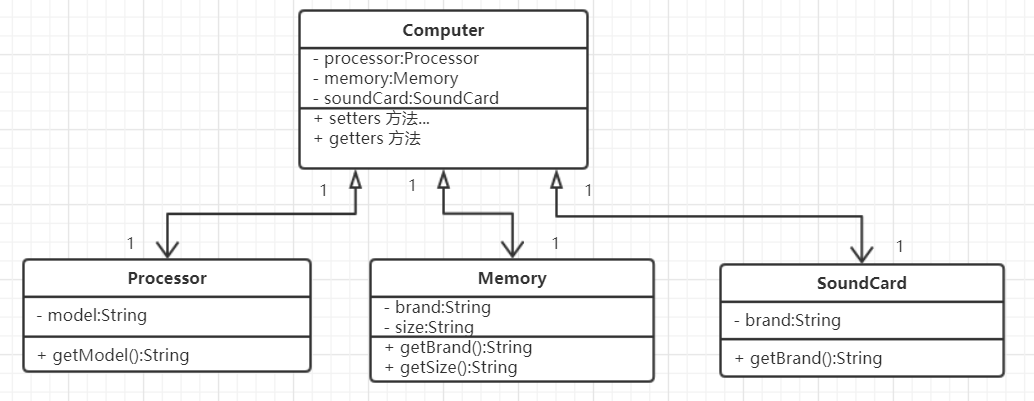 Computer
- processor:Processor
- memory:Memory
- soundCard:SoundCard
+ setters 方法...
+ getters 方法
1
1
1
1
1
1
Processor
- model:String
+ getModel():String
Memory
- brand:String
- size:String
+ getBrand():String
+ getSize():String
SoundCard
- brand:String
+ getBrand():String